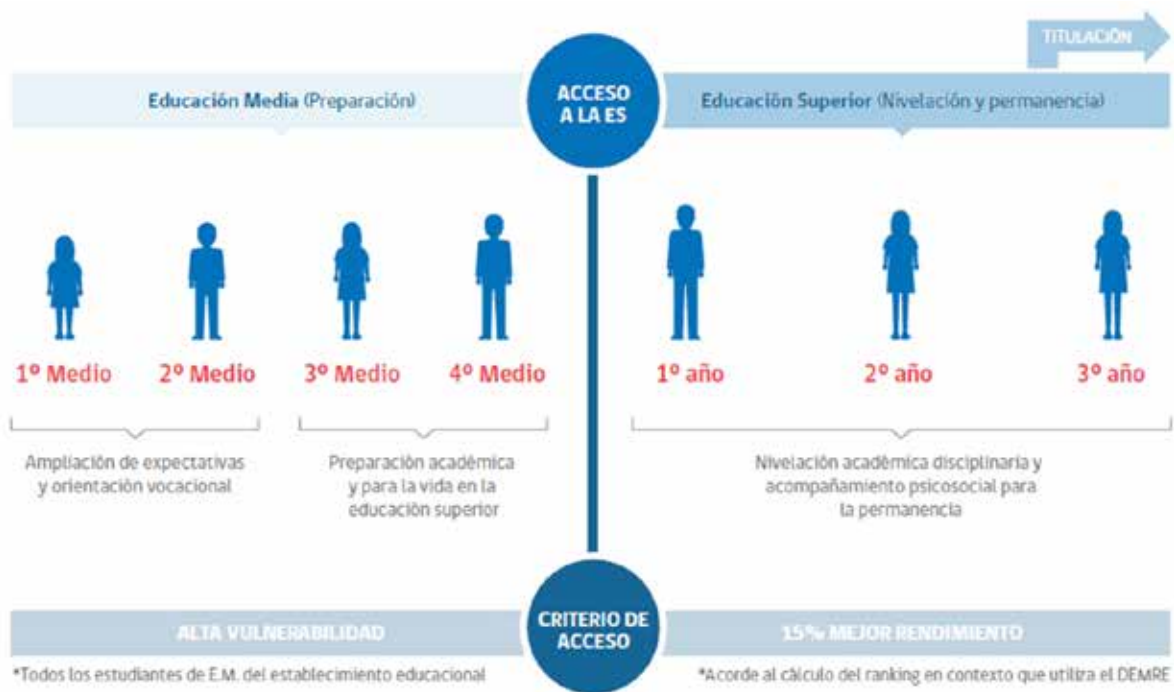 TITULACIÓN
Educación Media (Preparación)
ACCESO
A LA ES
Educación Superior (Nivelación y permanencia)
1º Medio
2º Medio
3º Medio
4º Medio
1º año
2º año
3º año
Ampliación de expectativas
y orientación vocacional
Preparación académica
y para la vida en la
educación superior
Nivelación académica disciplinaria y
acompañamiento psicosocial para
la permanencia
ALTA VULNERABILIDAD
CRITERIO DE
ACCESO
15% MEJOR RENDIMIENTO
*Todos los estudiantes de E.M. del establecimiento educacional
*Acorde al cálculo del ranking en contexto que utiliza el DEMRE